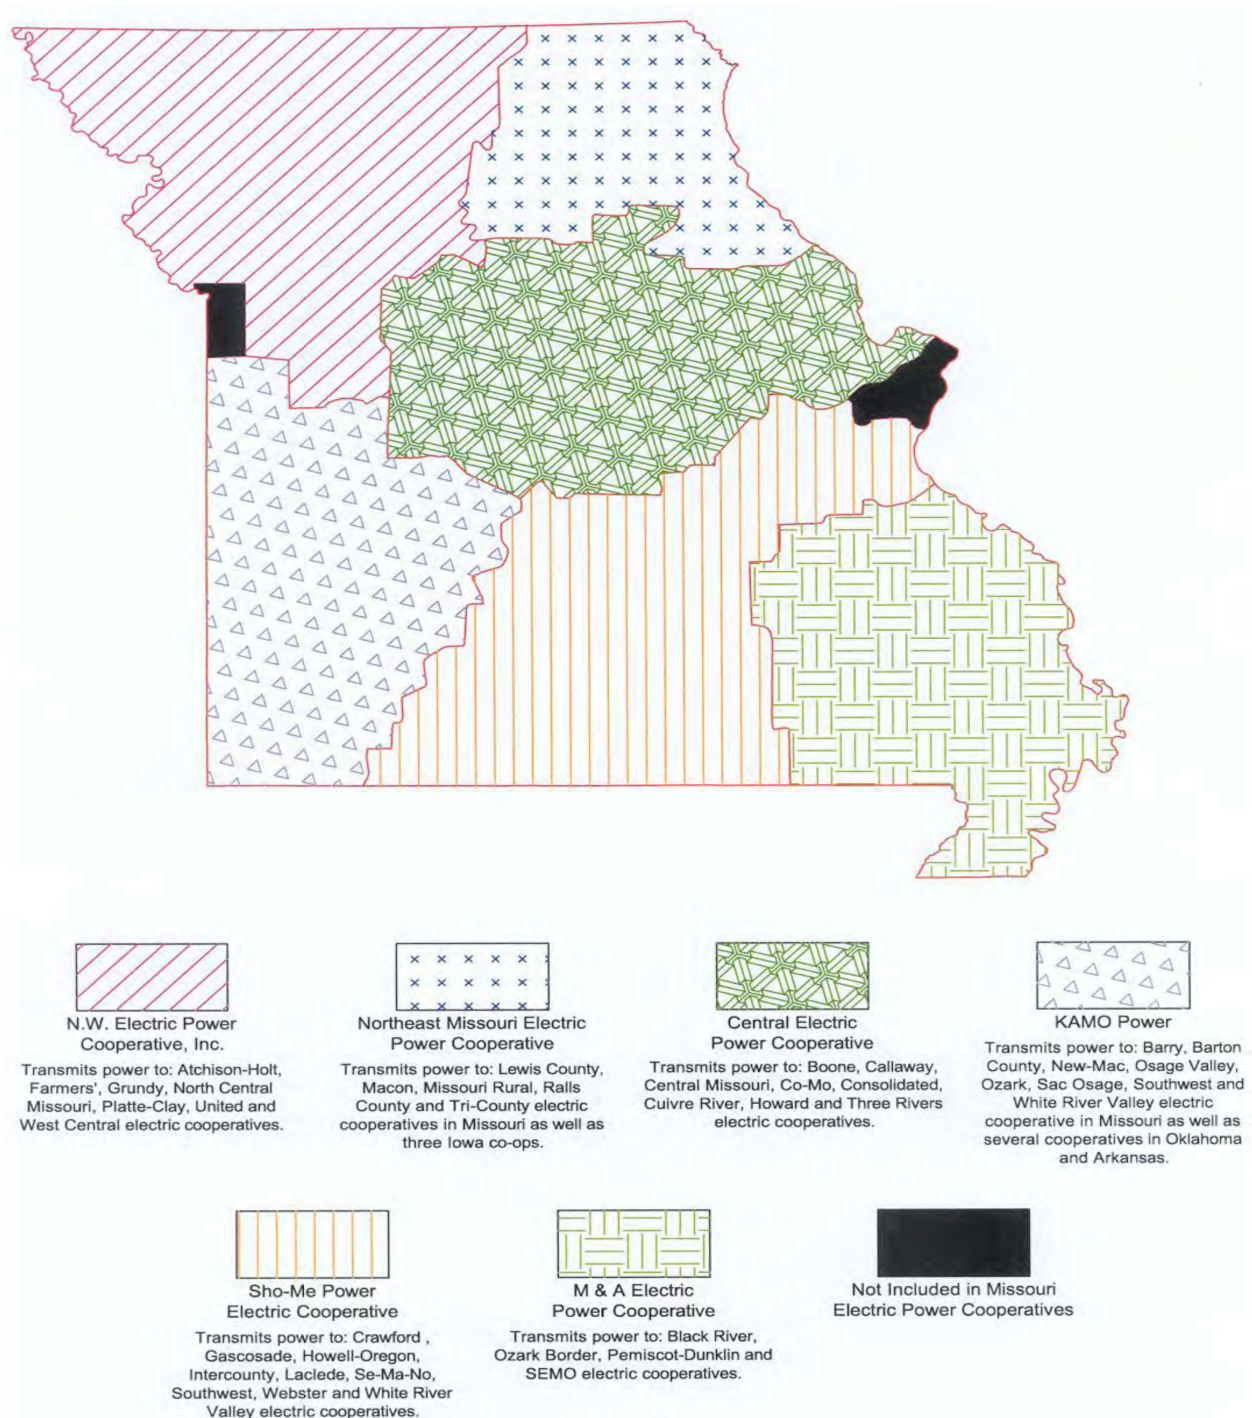 N.W. Electric Power
Cooperative, Inc.
Transmits power to: Atchison-Holt,
Farmers', Grundy, North Central
Missouri, Platte-Clay, United and
West Central electric cooperatives.
Northeast Missouri Electric
Power Cooperative
Transmits power to: Lewis County,
Macon, Missouri Rural, Ralls
County and Tri-County electric
cooperatives in Missouri as well as
three Iowa co-ops.
Central Electric
Power Cooperative
Transmits power to: Boone, Callaway,
Central Missouri, Co-Mo, Consolidated,
Cuivre River, Howard and Three Rivers
electric cooperatives.
KAMO Power
Transmits power to: Barry, Barton
County, New-Mac, Osage Valley,
Ozark, Sac Osage, Southwest and
White River Valley electric
cooperative in Missouri as well as
several cooperatives in Oklahoma
and Arkansas.
Sho-Me Power
Electric Cooperative
Transmits power to: Crawford ,
Gascosade, Howell-Oregon,
Intercounty, Laclede, Se-Ma-No,
Southwest, Webster and White River
Valley electric cooperatives.
M & A Electric
Power Cooperative
Transmits power to: Black River,
Ozark Border, Pemiscot-Dunklin and
SEMO electric cooperatives.
Not Included in Missouri
Electric Power Cooperatives